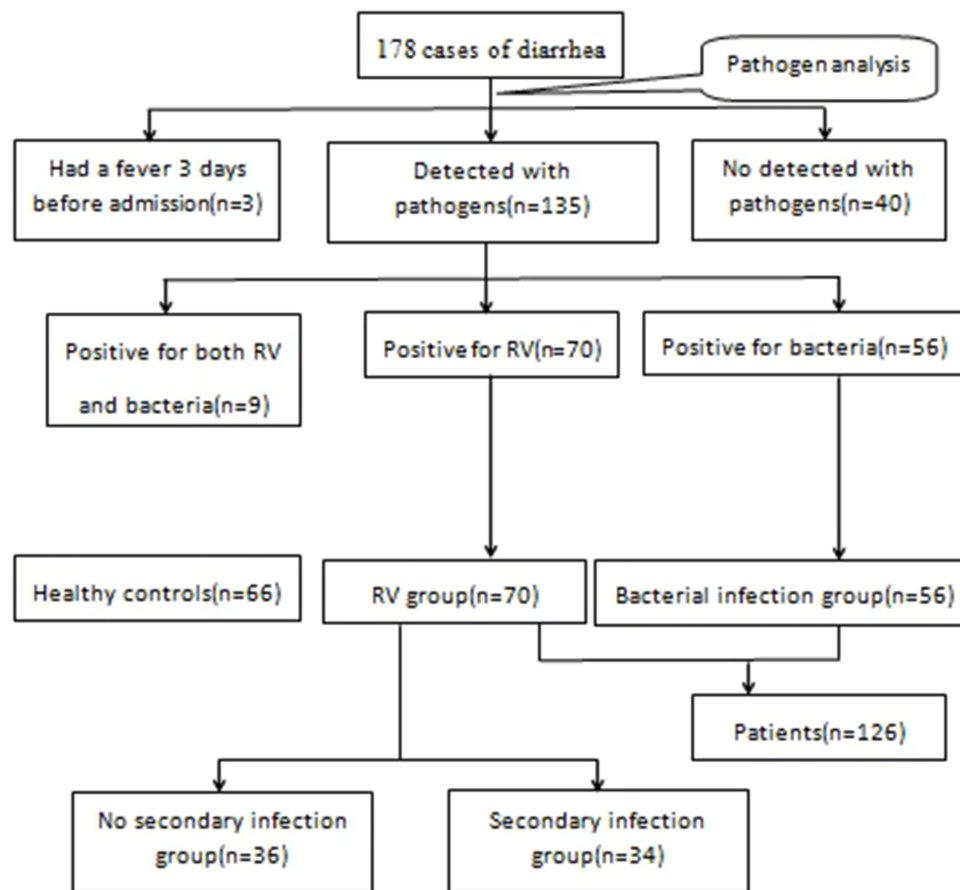 178 cases of diarrhea
Pathogen analysis
Had a fever 3 days
before admission(n=3)
Detected with
pathogens(n=135)
No detected with
pathogens(n=40)
Positive for both RV
and bacteria(n=9)
Positive for RV(n=70)
Positive for bacteria(n=56)
Healthy controls(n=66)
RV group(n=70)
Bacterial infection group(n=56)
Patients(n=126)
No secondary infection
group(n=36)
Secondary infection
group(n=34)